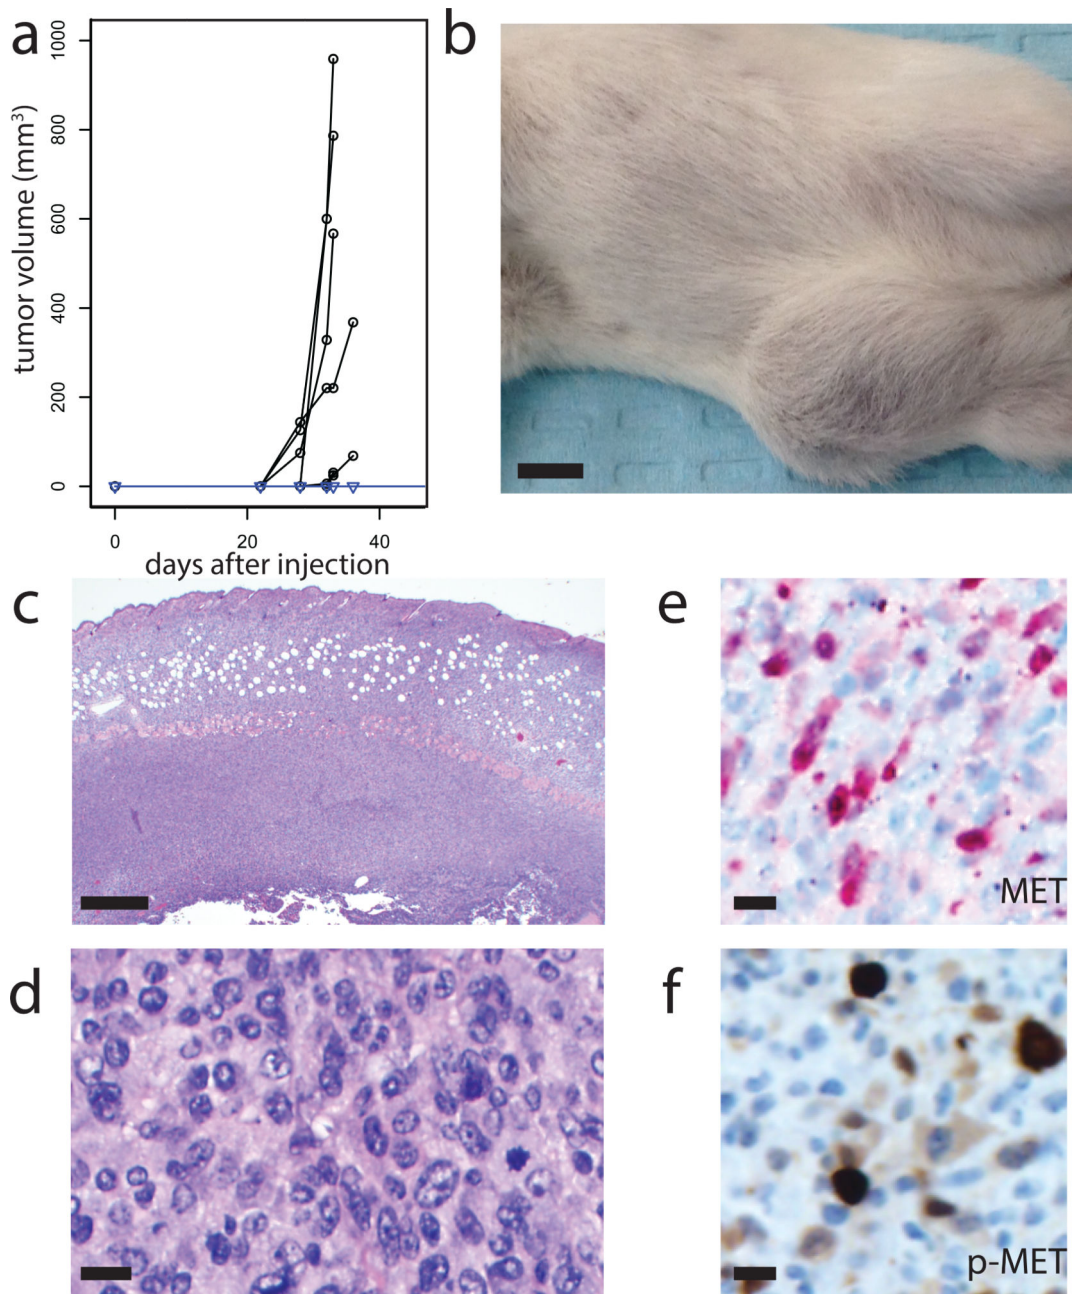 a
b
1000
800
600
400
200
0
tumor volume (mm³)
0
20
40
days after injection
c
e
MET
d
f
p-MET